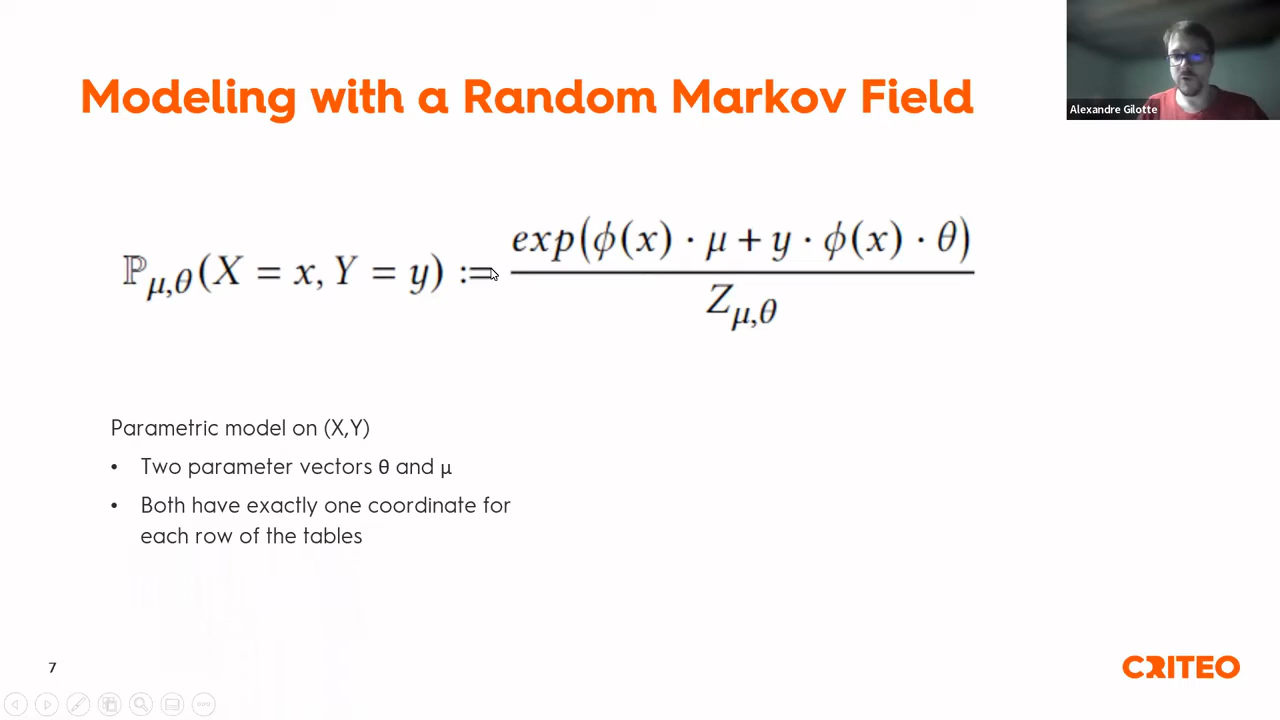 Modeling with a Random Markov Field
Alexandre Gilotte
ℙ_{μ,θ}(X = x, Y = y) := exp(ϕ(x) · μ + y · ϕ(x) · θ) / Z_{μ,θ}
Parametric model on (X,Y)
• Two parameter vectors θ and μ
• Both have exactly one coordinate for
each row of the tables
7
CRITEO